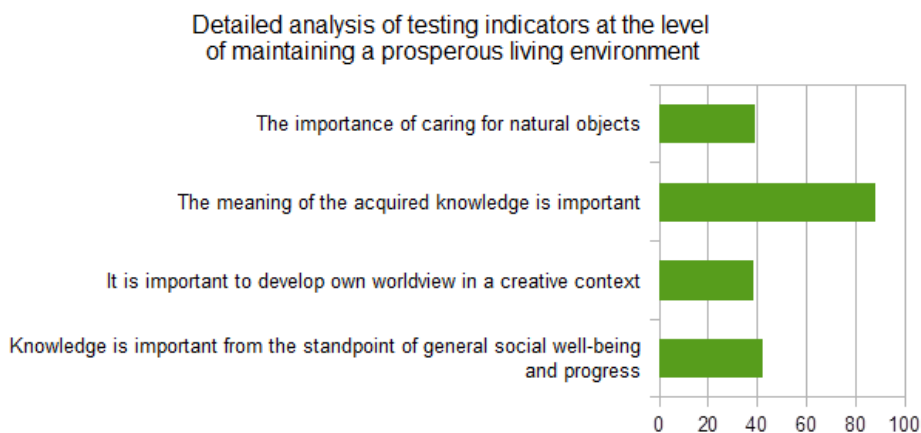 Detailed analysis of testing indicators at the level
of maintaining a prosperous living environment
The importance of caring for natural objects
The meaning of the acquired knowledge is important
It is important to develop own worldview in a creative context
Knowledge is important from the standpoint of general social well-being
and progress
0 20 40 60 80 100